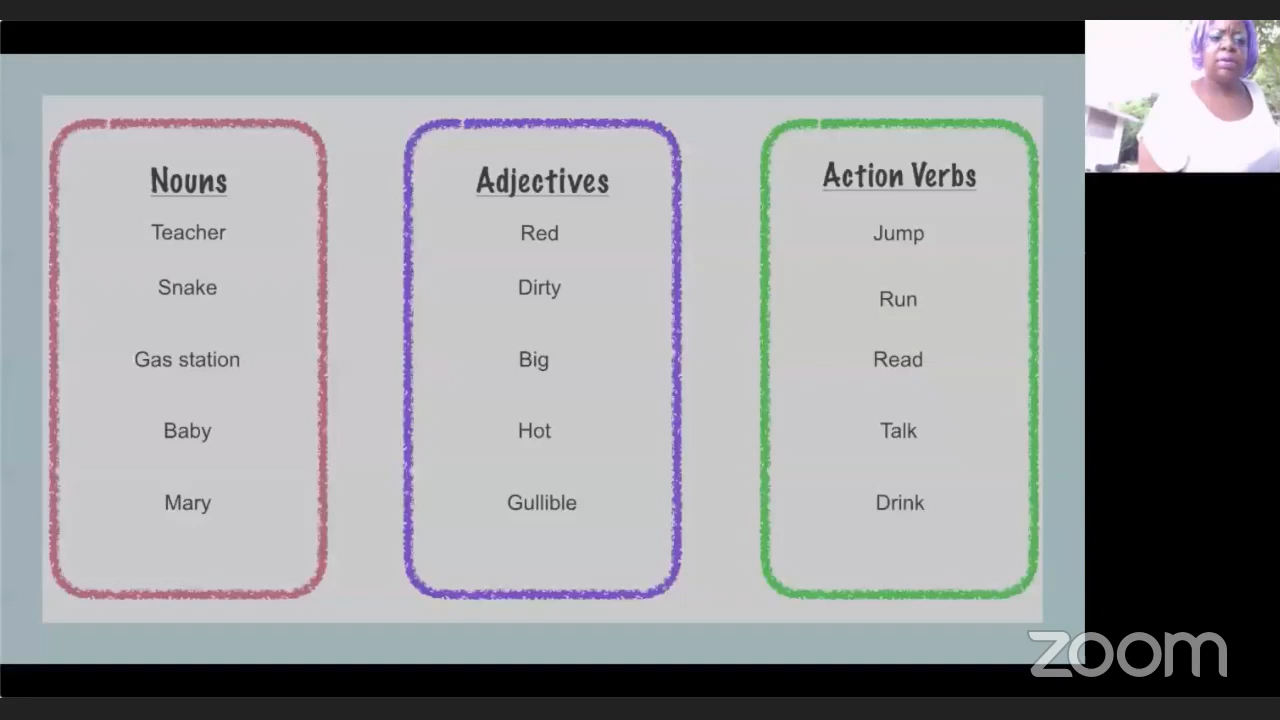 Nouns
Teacher
Snake
Gas station
Baby
Mary
Adjectives
Red
Dirty
Big
Hot
Gullible
Action Verbs
Jump
Run
Read
Talk
Drink
zoom